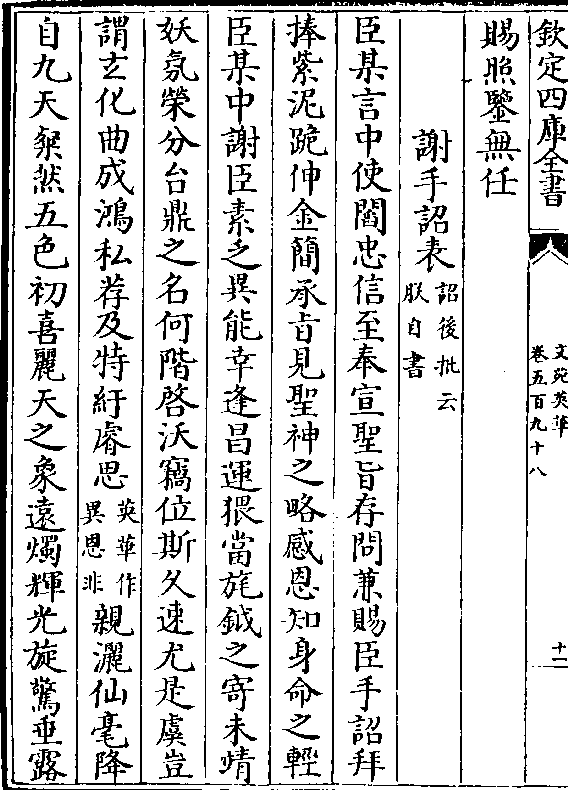 欽定四庫全書
文苑英華
卷五百九十八
十二
賜照鑒無任
謝手詔表
詔後批云
朕自書
臣某言中使閻忠信至奉宣聖旨存問兼賜臣手詔拜
捧紫泥跪伸金簡承旨見聖神之略感恩知身命之輕
臣某中謝臣素乏異能幸逢昌運猥當旄鉞之寄未靖
妖氛榮分台鼎之名何階啓沃竊位斯久速尤是虞豈
謂玄化曲成鴻私荐及特紆睿思
英華作
異恩非
親灑仙毫降
自九天粲然五色初喜麗天之象遠燭輝光旋驚垂露